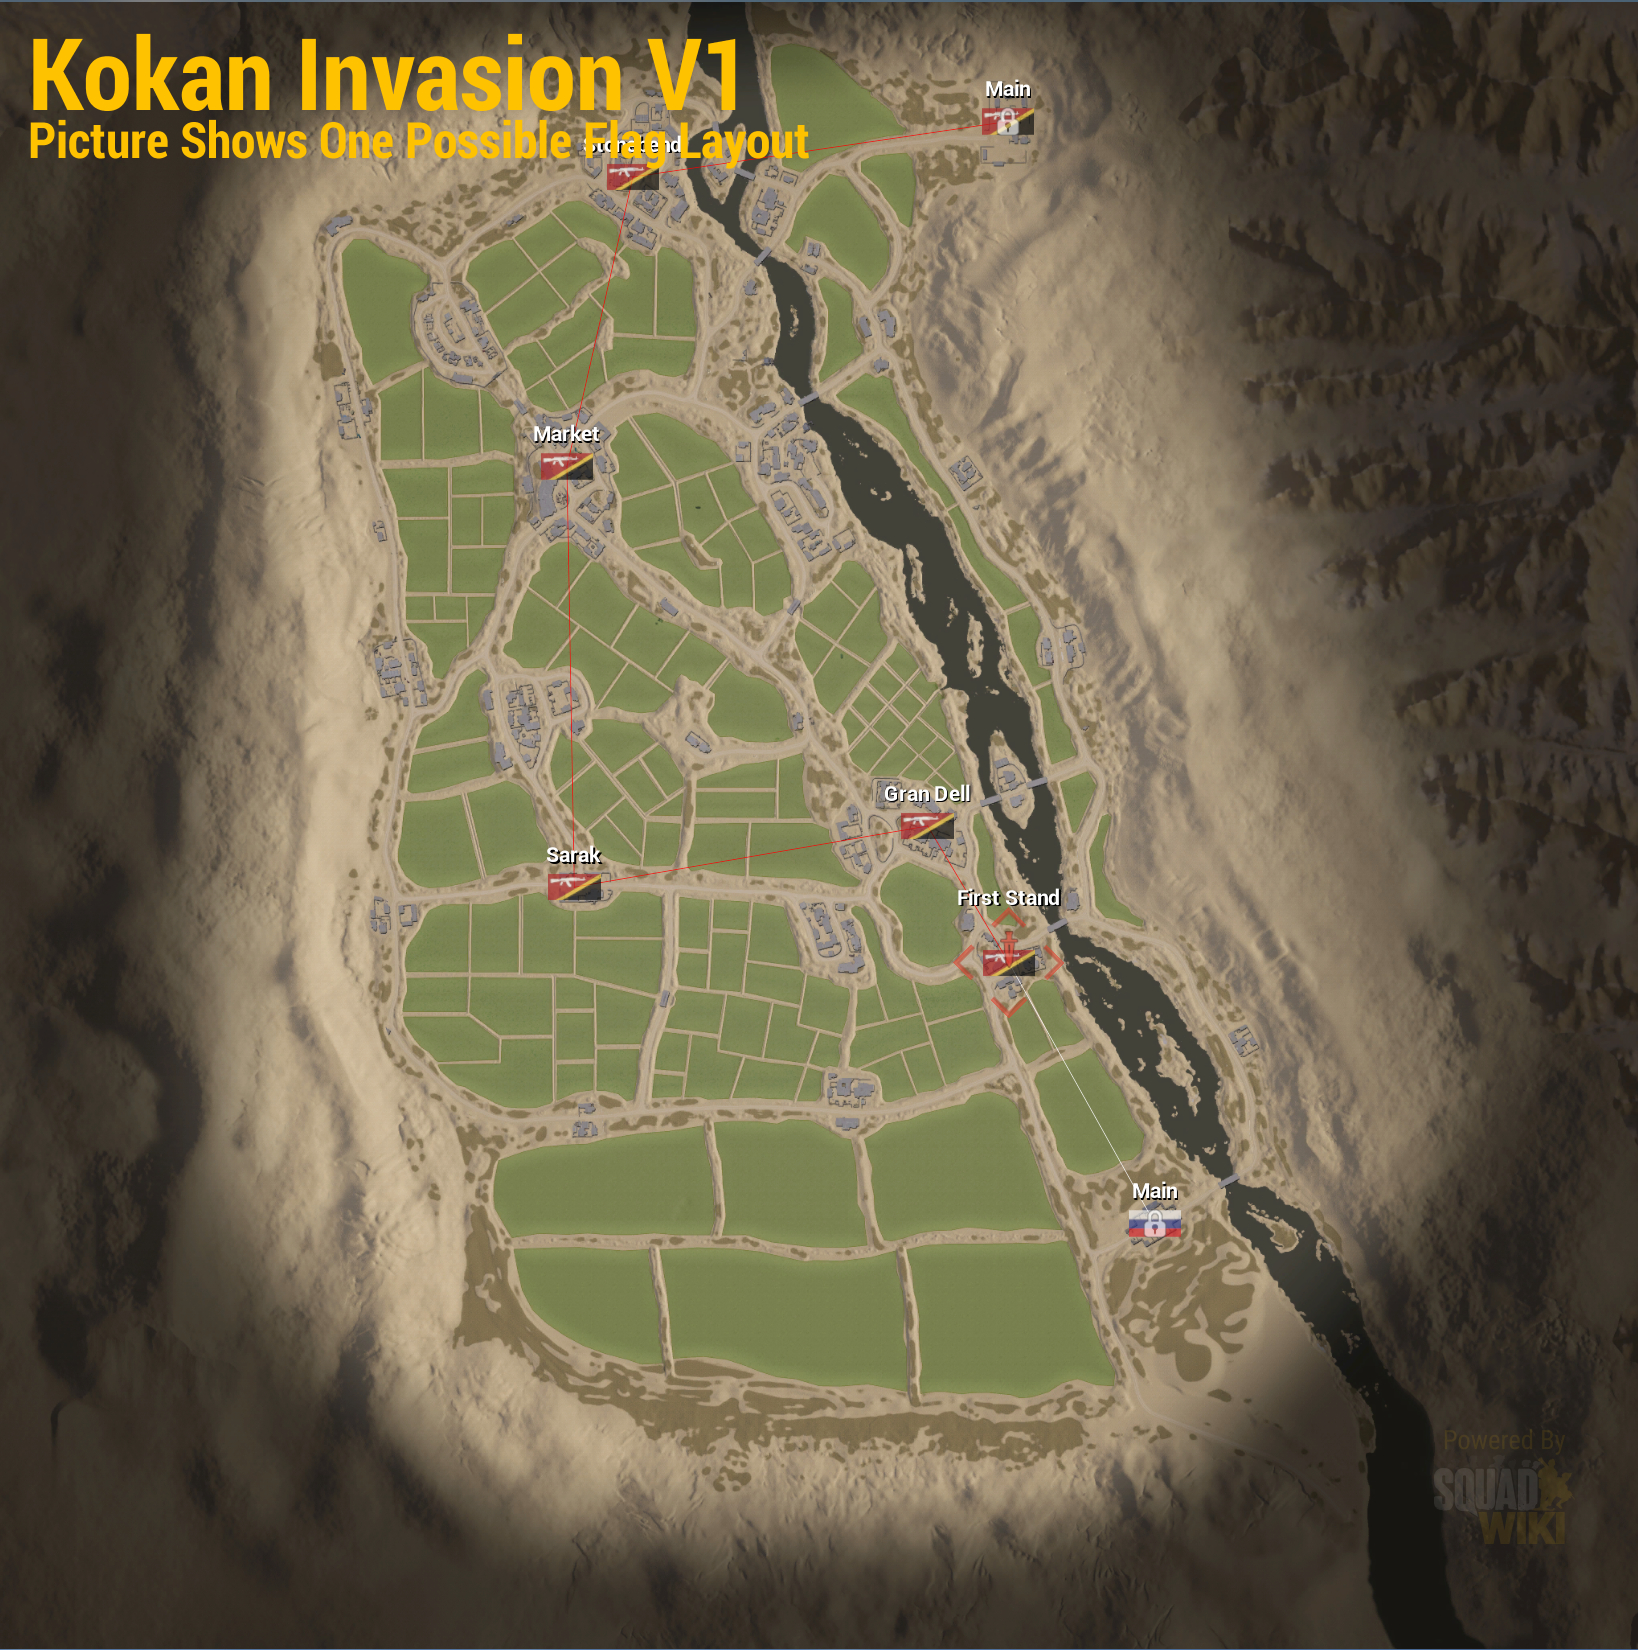 Kokan Invasion V1
Picture Shows One Possible Flag Layout
Main
Market
Gran Dell
Sarak
First Stand
Main
Powered By
SQUAD
WIKI